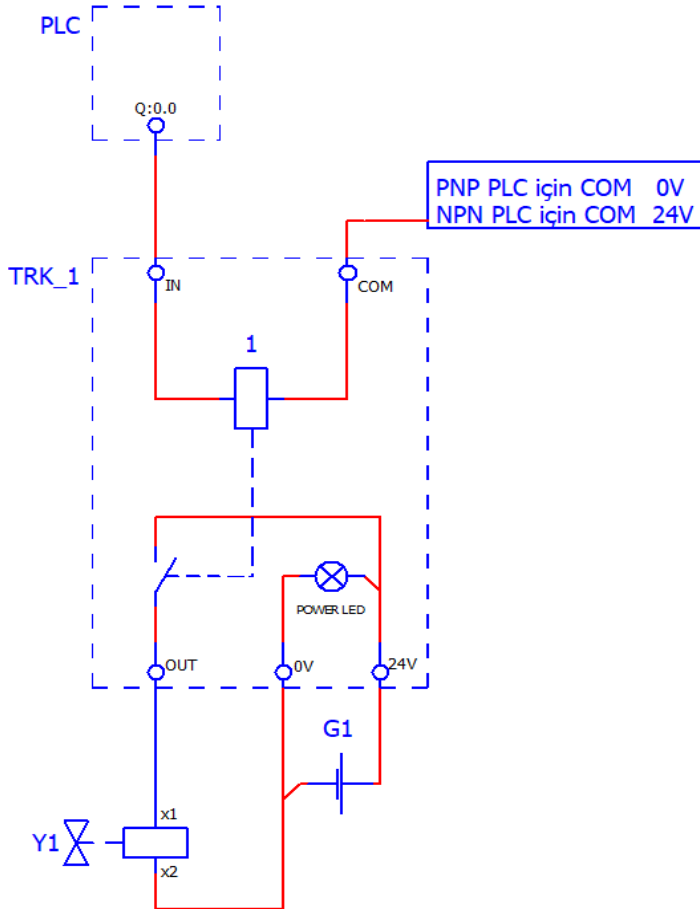 PLC
Q:0.0
PNP PLC için COM 0V
NPN PLC için COM 24V
TRK_1
IN
COM
1
POWER LED
OUT
0V
24V
G1
x1
Y1
x2